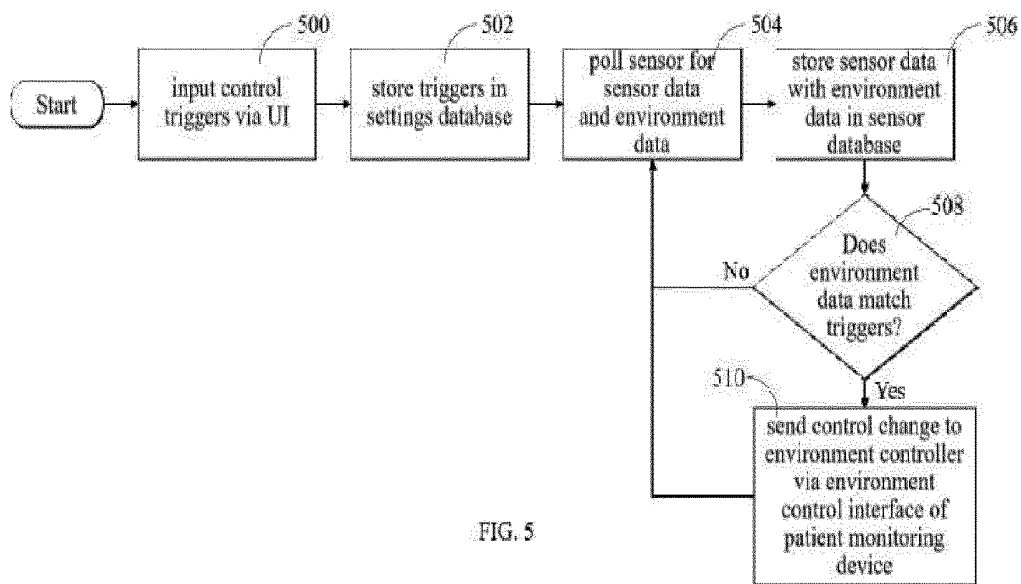 500
502
504
506
Start
input control
triggers via UI
store triggers in
settings database
poll sensor for
sensor data
and environment
data
store sensor data
with environment
data in sensor
database
508
Does
environment
data match
triggers?
No
Yes
510
send control change to
environment controller
via environment
control interface of
patient monitoring
device
FIG. 5